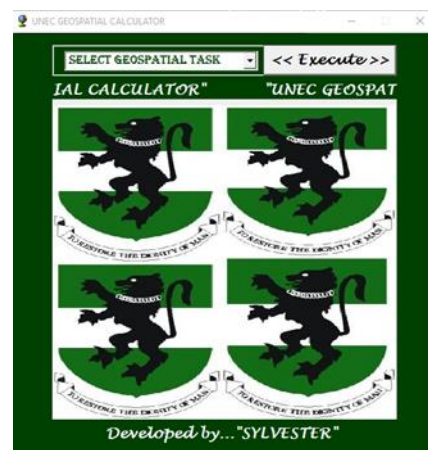 UNEC GEOSPATIAL CALCULATOR
SELECT GEOSPATIAL TASK
<< Execute >>
IAL CALCULATOR" "UNEC GEOSPAT
TO RESTORE THE DIGNITY OF MAN
TO RESTORE THE DIGNITY OF MAN
TO RESTORE THE DIGNITY OF MAN
TO RESTORE THE DIGNITY OF MAN
Developed by..."SYLVESTER"